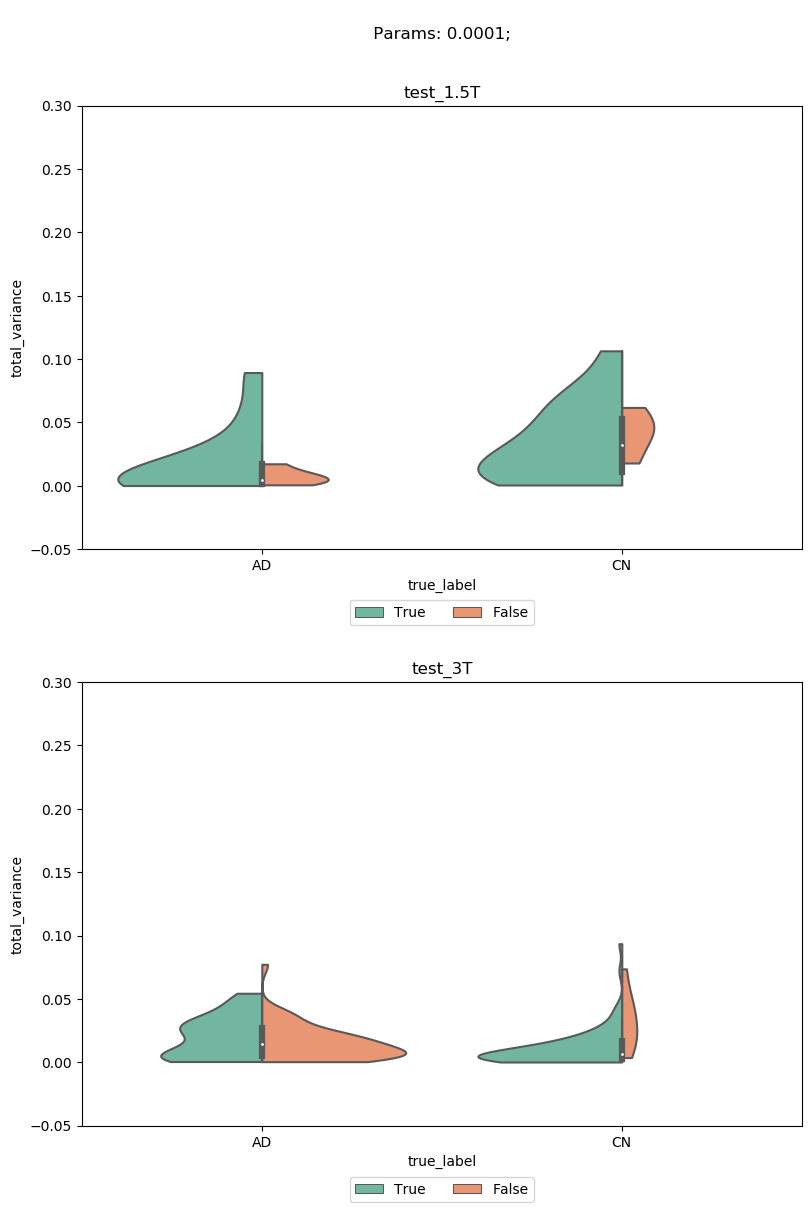 Params: 0.0001;
test_1.5T
0.30
0.25
0.20
0.15
0.10
0.05
0.00
−0.05
total_variance
AD
CN
true_label
True
False
test_3T
0.30
0.25
0.20
0.15
0.10
0.05
0.00
−0.05
total_variance
AD
CN
true_label
True
False